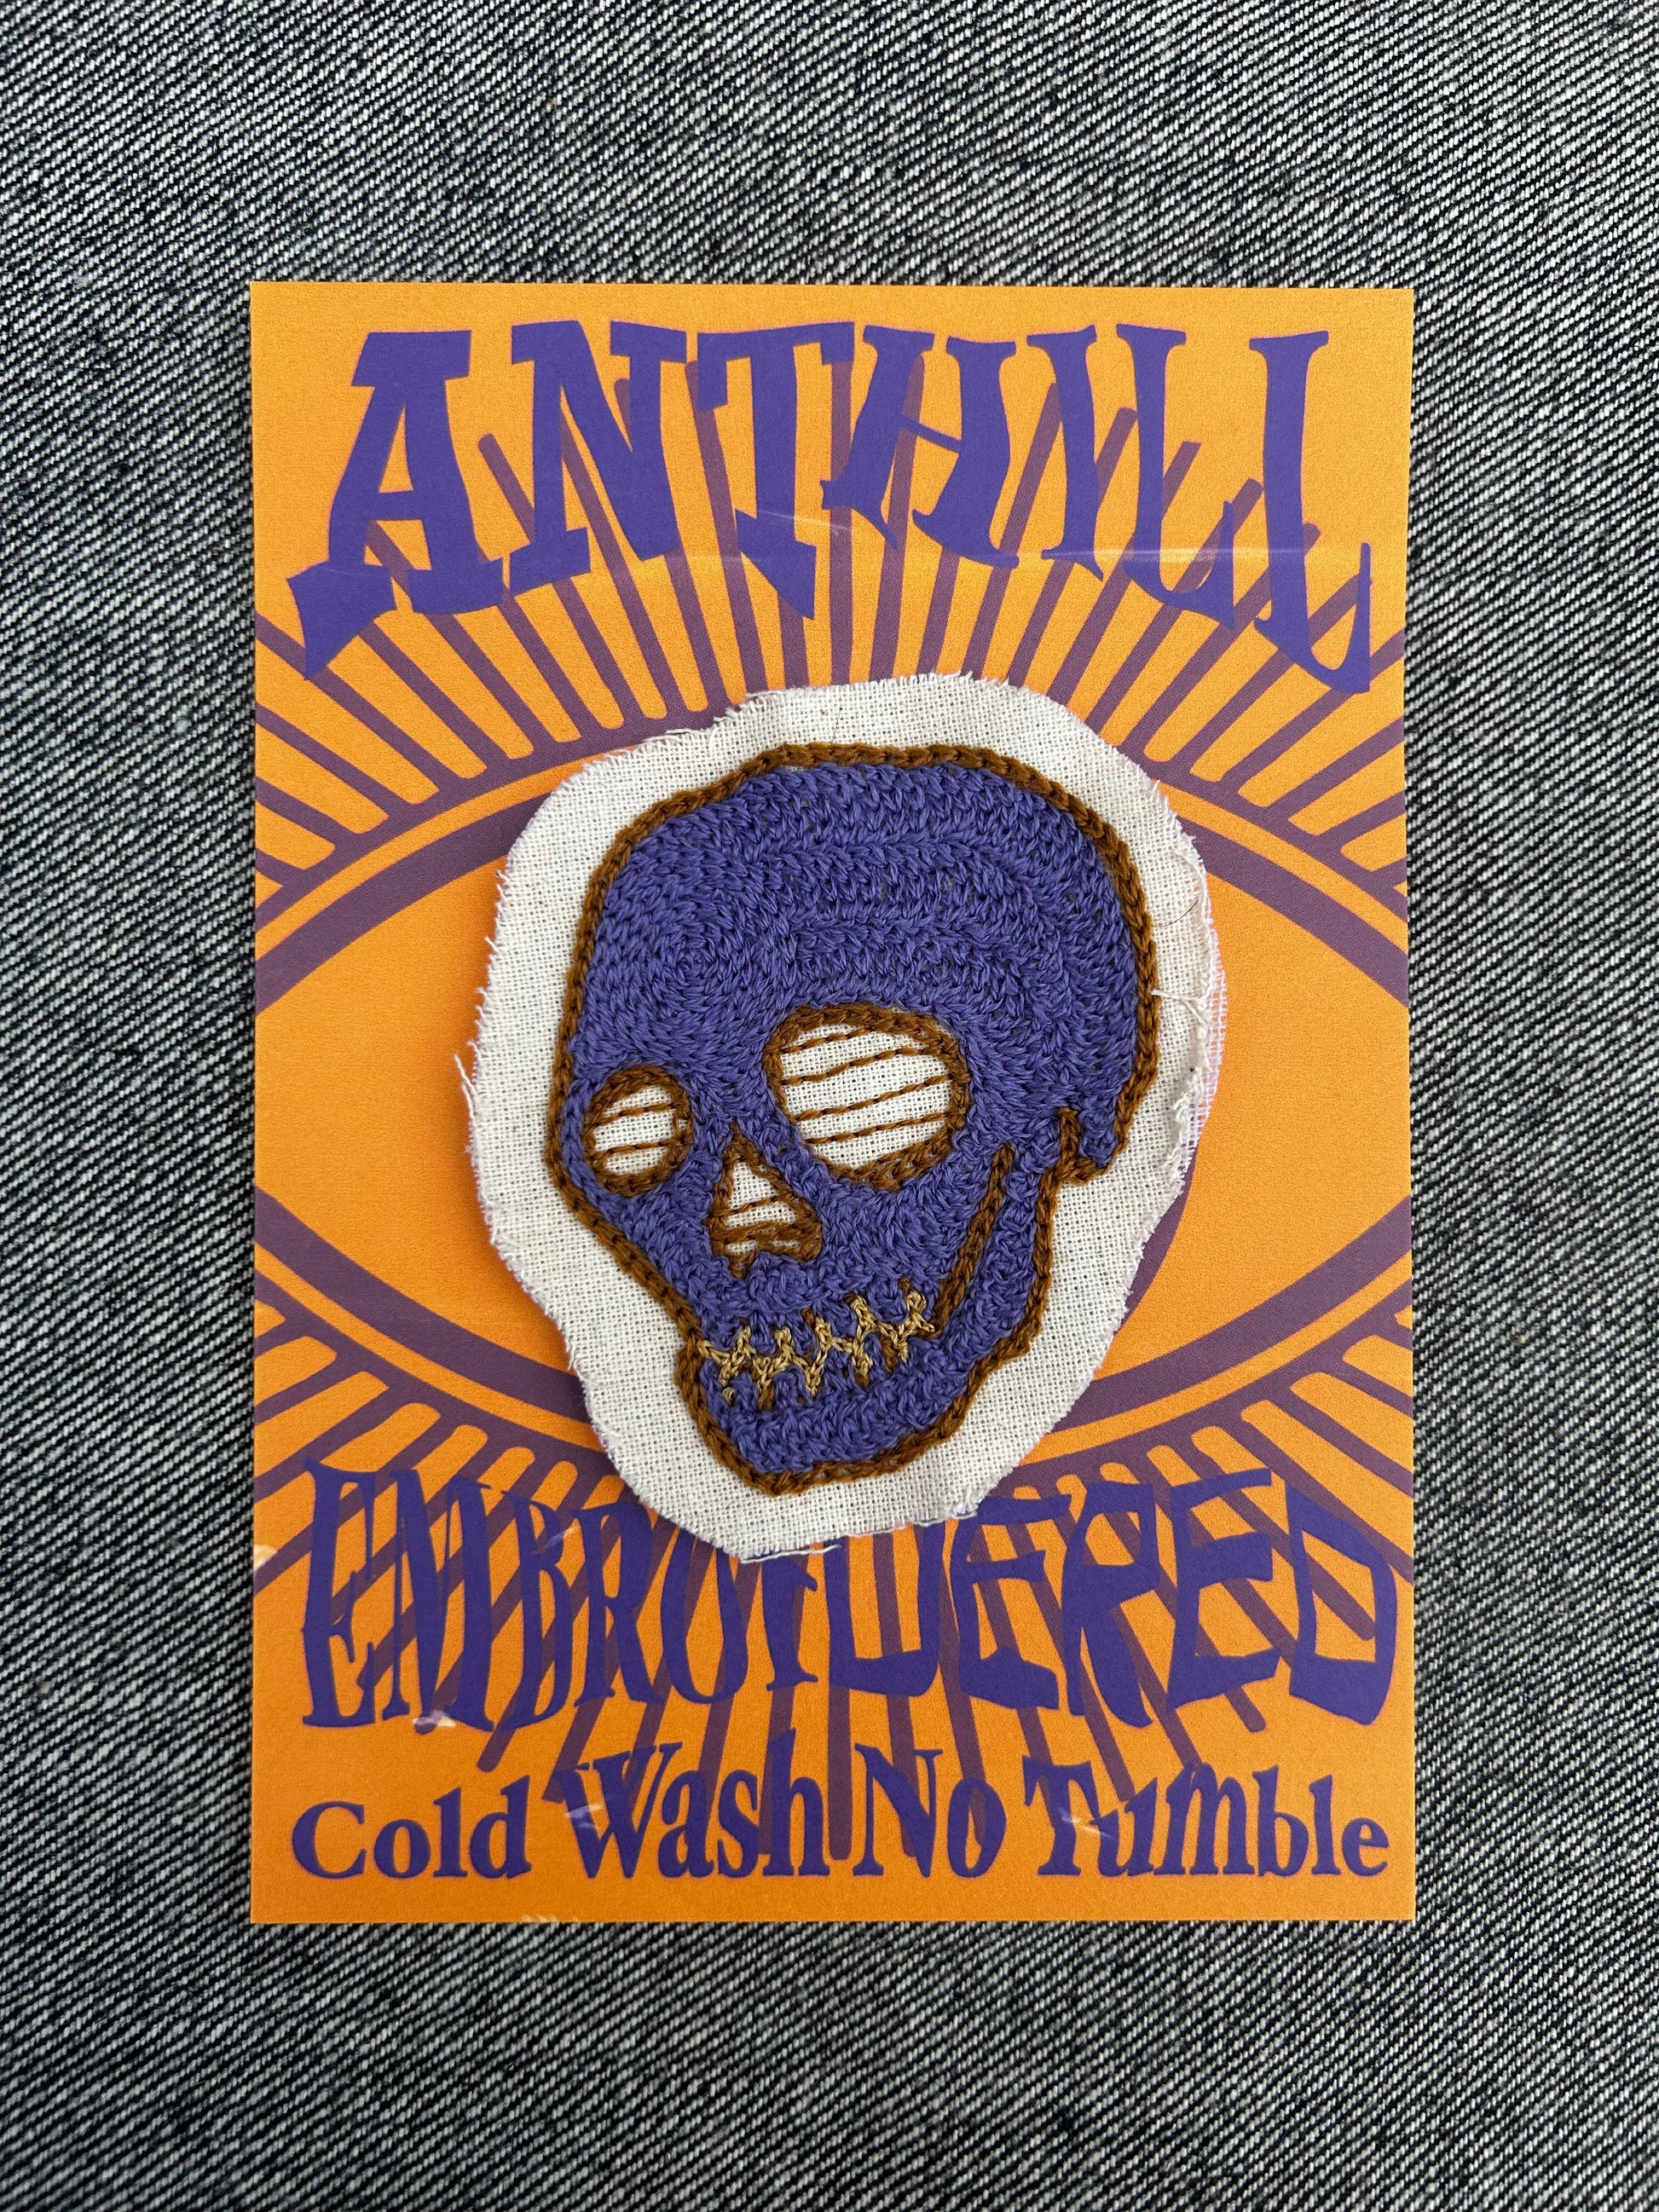 ANTHILL
EMBROIDERED
Cold Wash No Tumble